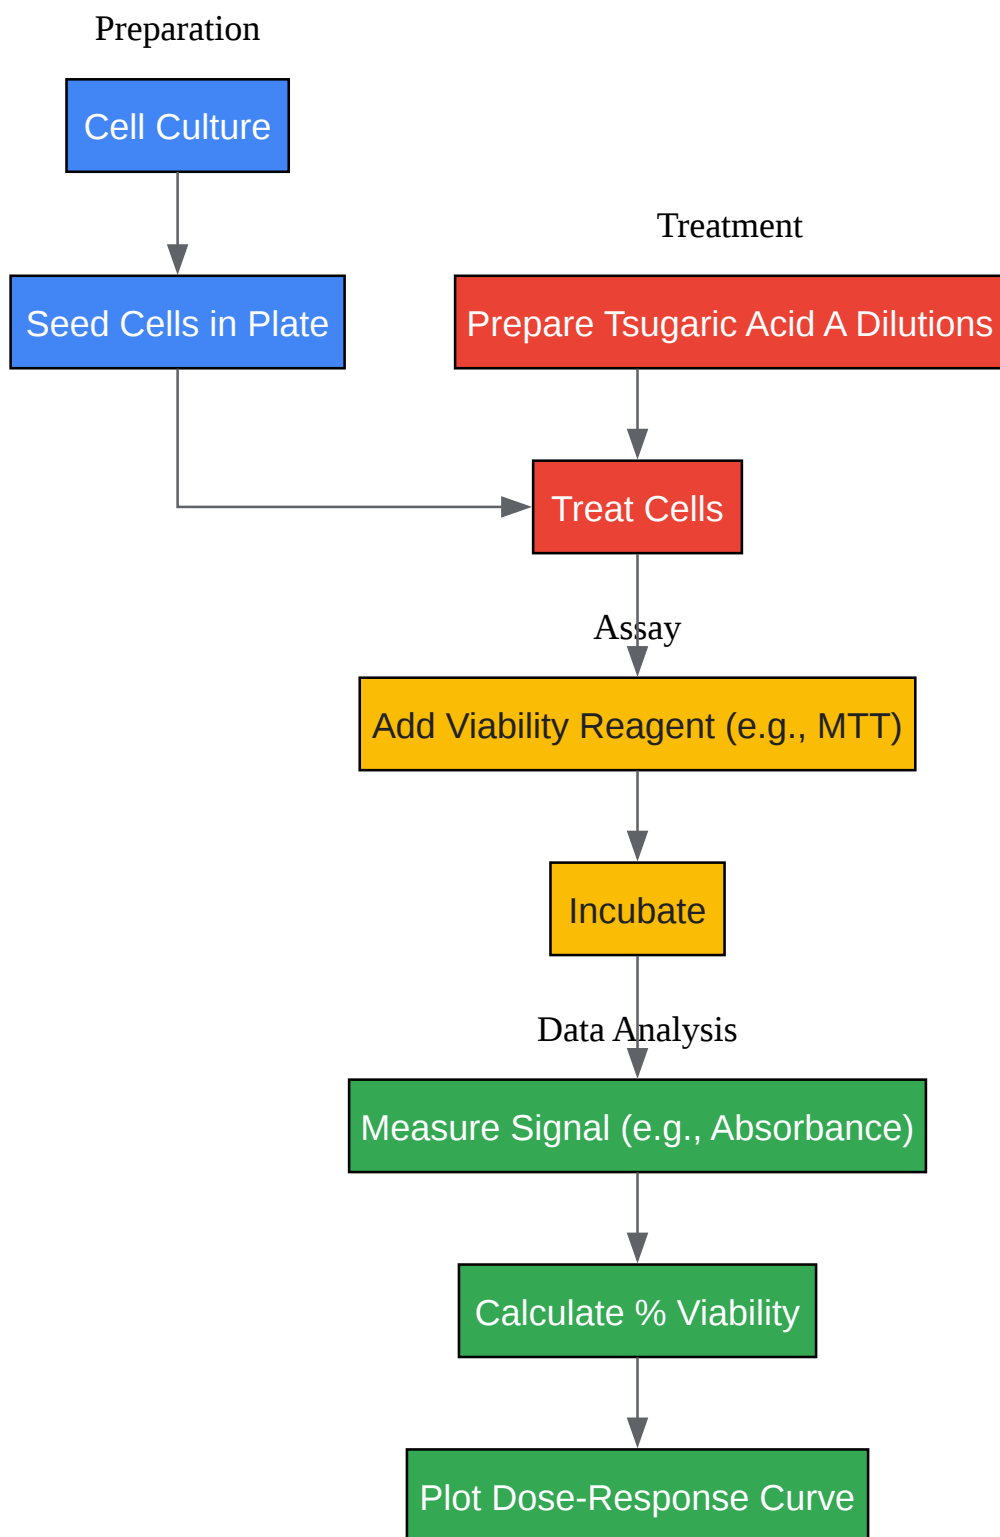 Preparation
Cell Culture
Treatment
Seed Cells in Plate
Prepare Tsugaric Acid A Dilutions
Treat Cells
Assay
Add Viability Reagent (e.g., MTT)
Incubate
Data Analysis
Measure Signal (e.g., Absorbance)
Calculate % Viability
Plot Dose-Response Curve